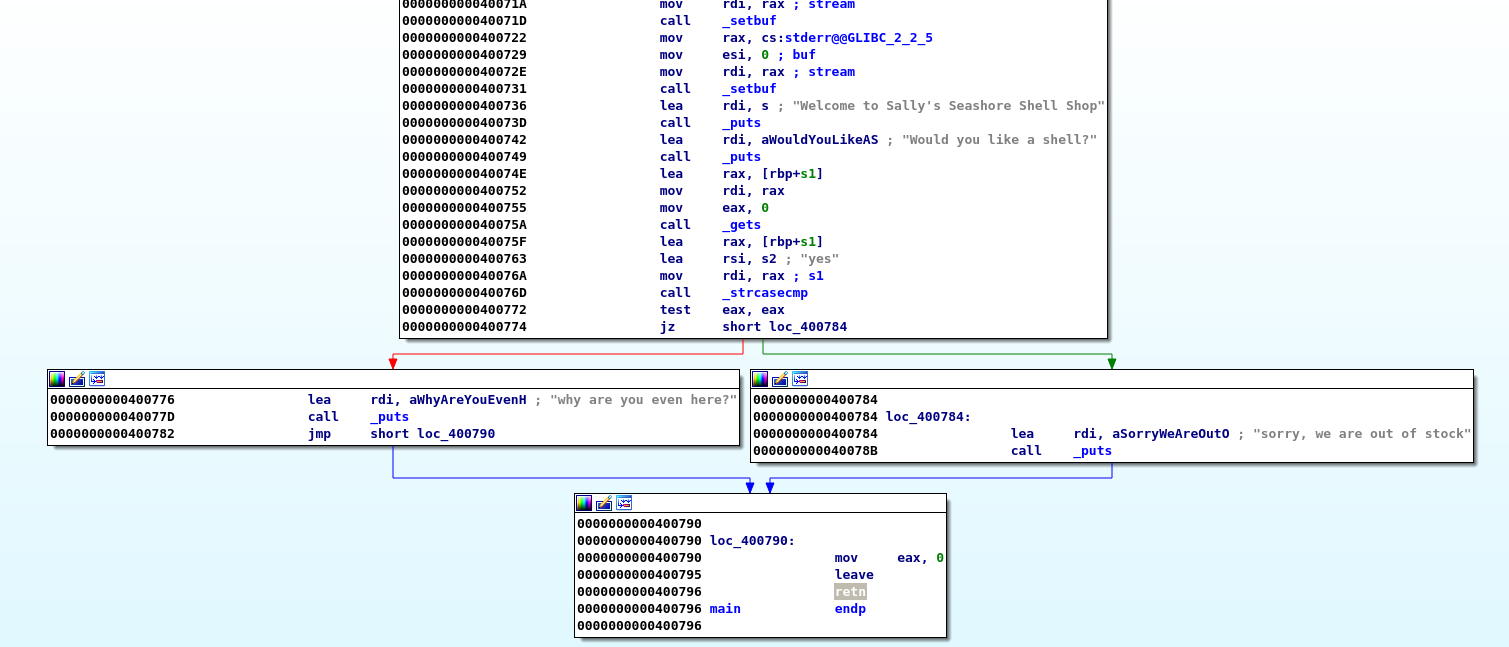 000000000040071A mov rdi, rax ; stream
000000000040071D call _setbuf
0000000000400722 mov rax, cs:stderr@@GLIBC_2_2_5
0000000000400729 mov esi, 0 ; buf
000000000040072E mov rdi, rax ; stream
0000000000400731 call _setbuf
0000000000400736 lea rdi, s ; "Welcome to Sally's Seashore Shell Shop"
000000000040073D call _puts
0000000000400742 lea rdi, aWouldYouLikeAS ; "Would you like a shell?"
0000000000400749 call _puts
000000000040074E lea rax, [rbp+s1]
0000000000400752 mov rdi, rax
0000000000400755 mov eax, 0
000000000040075A call _gets
000000000040075F lea rax, [rbp+s1]
0000000000400763 lea rsi, s2 ; "yes"
000000000040076A mov rdi, rax ; s1
000000000040076D call _strcasecmp
0000000000400772 test eax, eax
0000000000400774 jz short loc_400784
0000000000400776 lea rdi, aWhyAreYouEvenH ; "why are you even here?"
000000000040077D call _puts
0000000000400782 jmp short loc_400790
0000000000400784
0000000000400784 loc_400784:
0000000000400784 lea rdi, aSorryWeAreOutO ; "sorry, we are out of stock"
000000000040078B call _puts
0000000000400790
0000000000400790 loc_400790:
0000000000400790 mov eax, 0
0000000000400795 leave
0000000000400796 retn
0000000000400796 main endp
0000000000400796